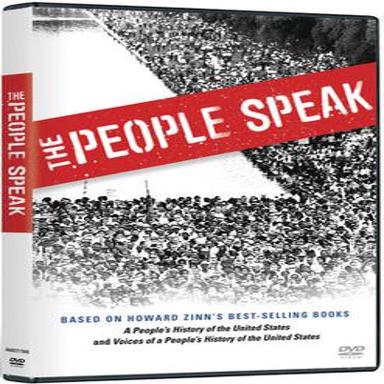 THE PEOPLE SPEAK
THE
PEOPLE SPEAK
DVD
BASED ON HOWARD ZINN'S BEST-SELLING BOOKS
A People's History of the United States
and Voices of a People's History of the United States
DVD
VIDEO